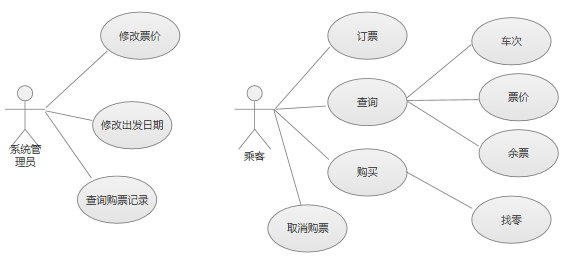 修改票价
修改出发日期
查询购票记录
系统管
理员
订票
查询
购买
取消购票
乘客
车次
票价
余票
找零